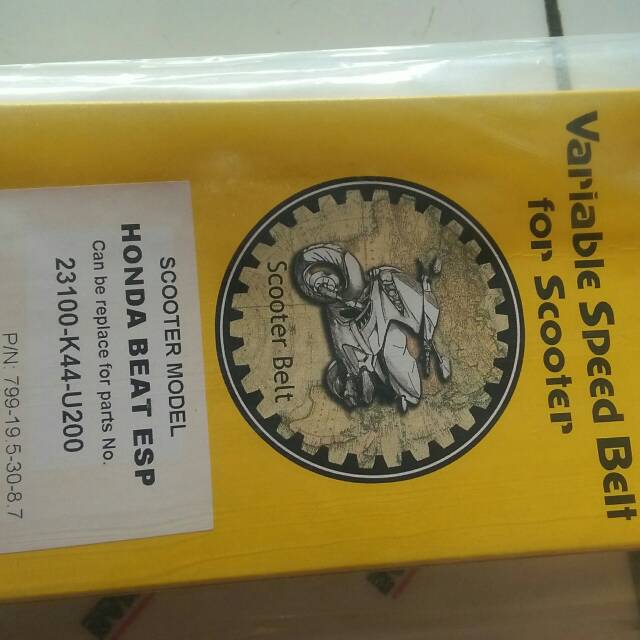 Variable Speed Belt
for Scooter
Scooter Belt
SCOOTER MODEL
HONDA BEAT ESP
Can be replace for parts No.
23100-K44-U200
P/N: 799-19.5-30-8.7